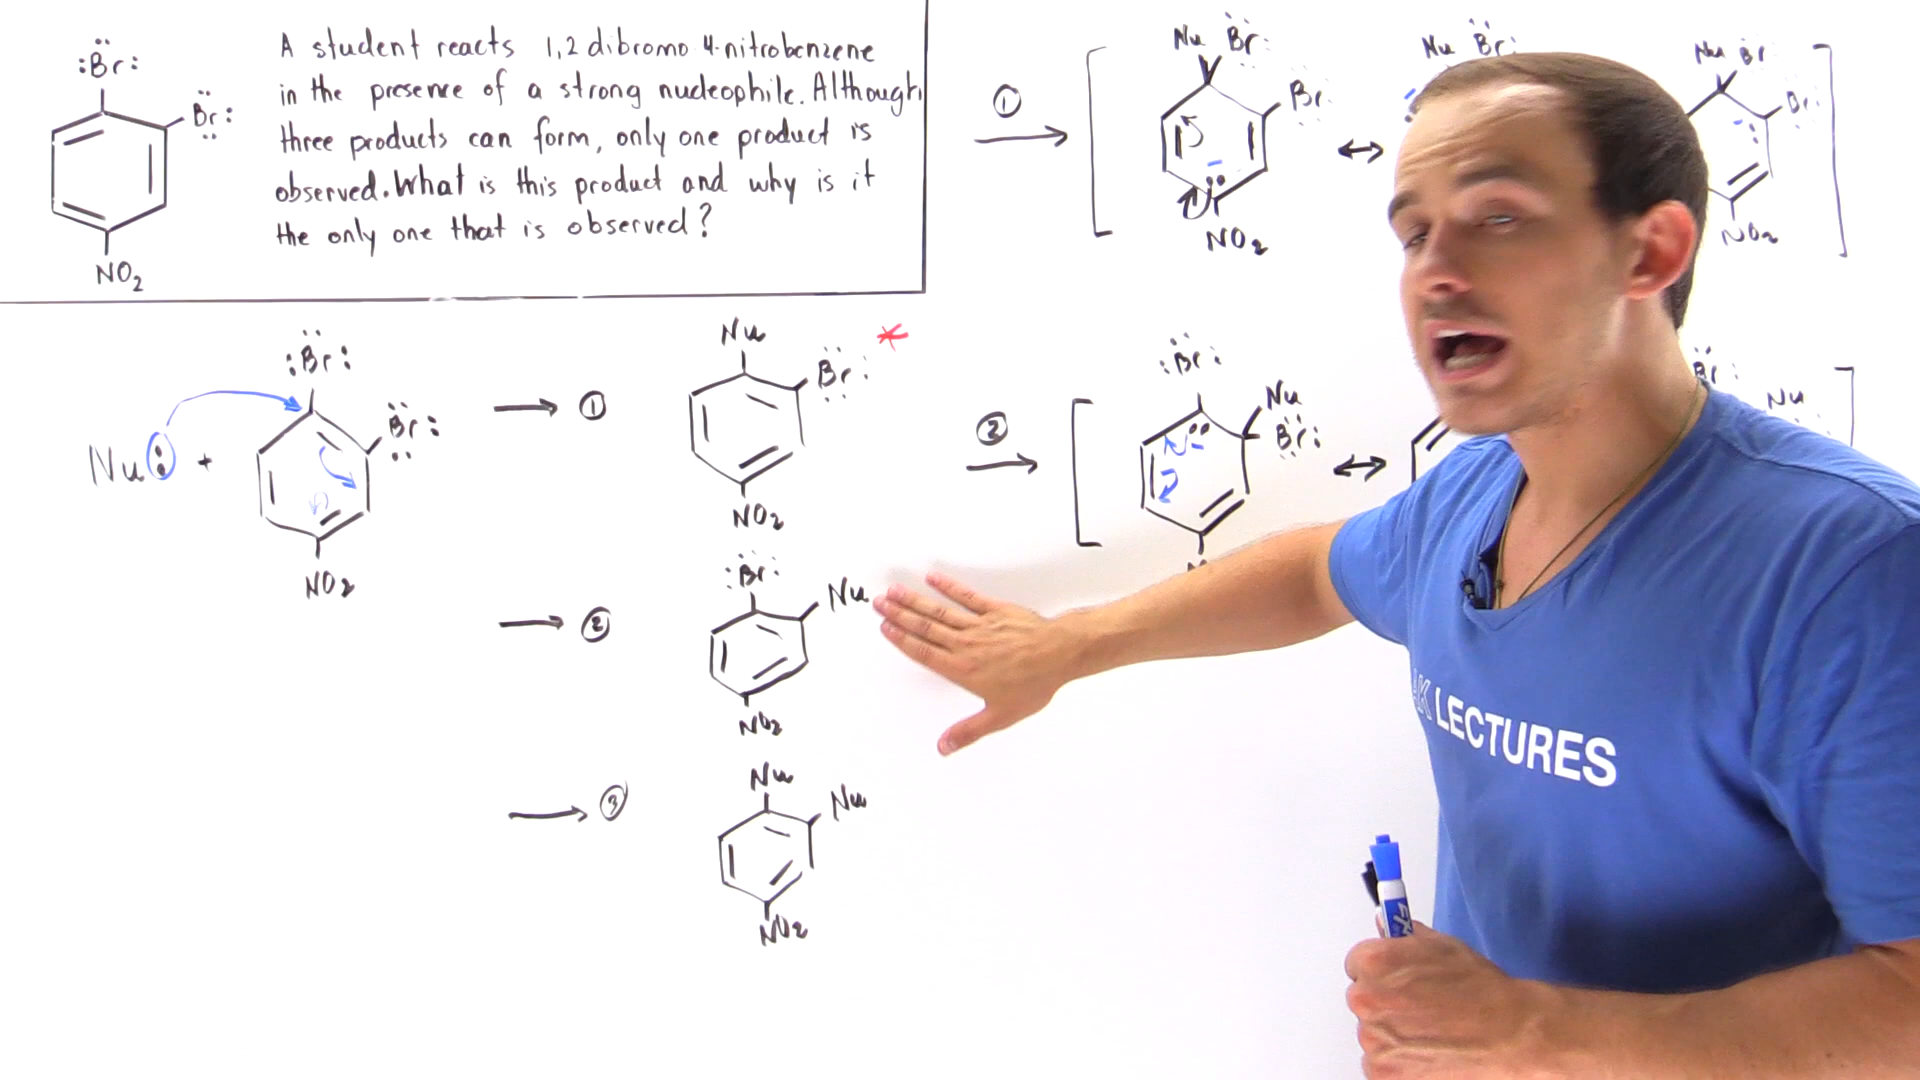 :Br:
Br:
NO2
A student reacts 1,2 dibromo 4-nitrobenzene
in the presence of a strong nucleophile. Although
three products can form, only one product is
observed. What is this product and why is it
the only one that is observed?
Nu: +
:Br:
Br:
NO2
→ ①
Nu
Br:
*
NO2
→ ②
:Br:
Nu
NO2
→ ③
Nu
Nu
NO2
①
→
[
Nu Br:
Br:
NO2
↔
Nu Br:
Nu Br
Br:
NO2
]
②
→
[
:Br:
Nu
Br:
↔
Br:
Nu
]
AK LECTURES